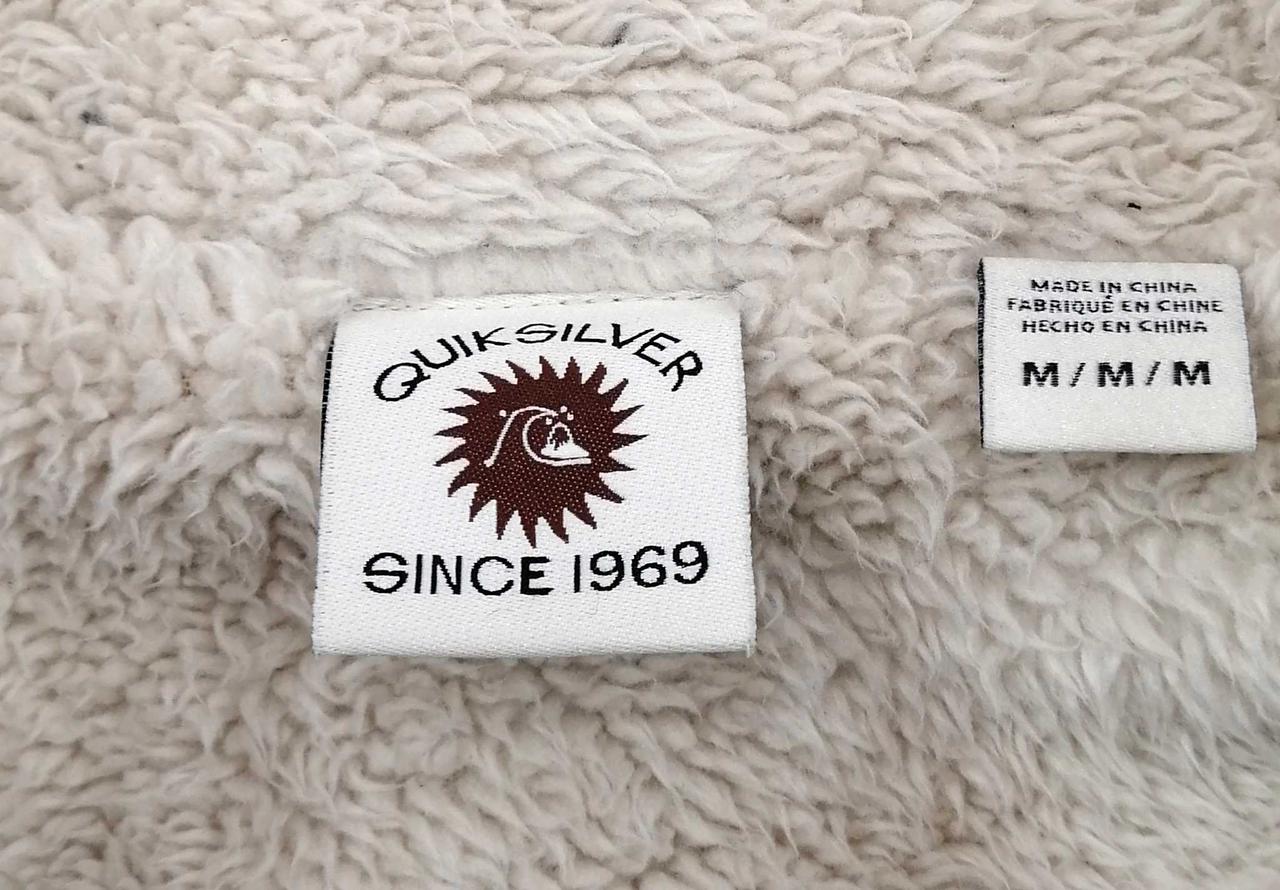 QUIKSILVER
SINCE 1969
MADE IN CHINA
FABRIQUÉ EN CHINE
HECHO EN CHINA
M / M / M